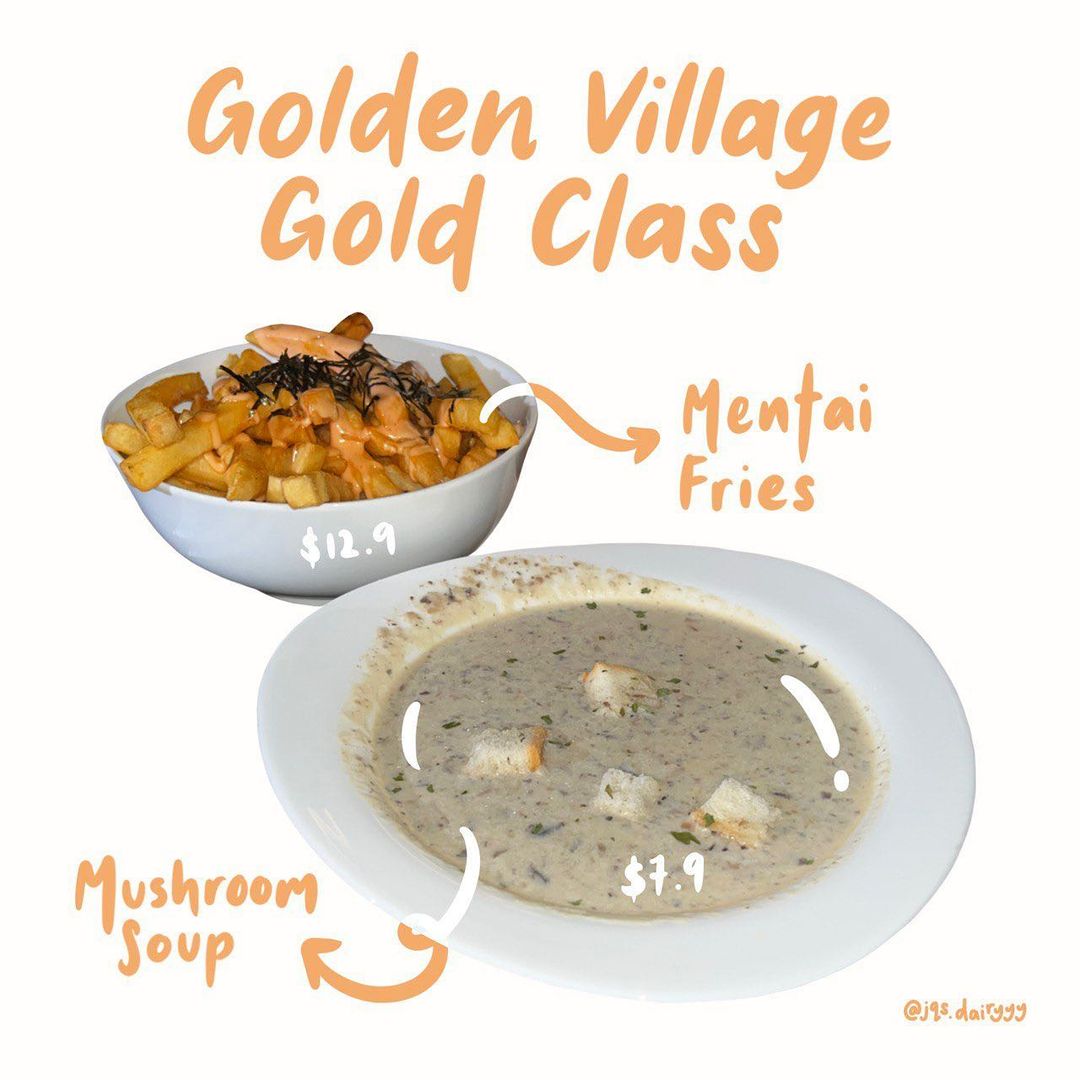 Golden Village
Gold Class
Mentai
Fries
$12.9
$7.9
Mushroom
Soup
@jqs.dairyyy